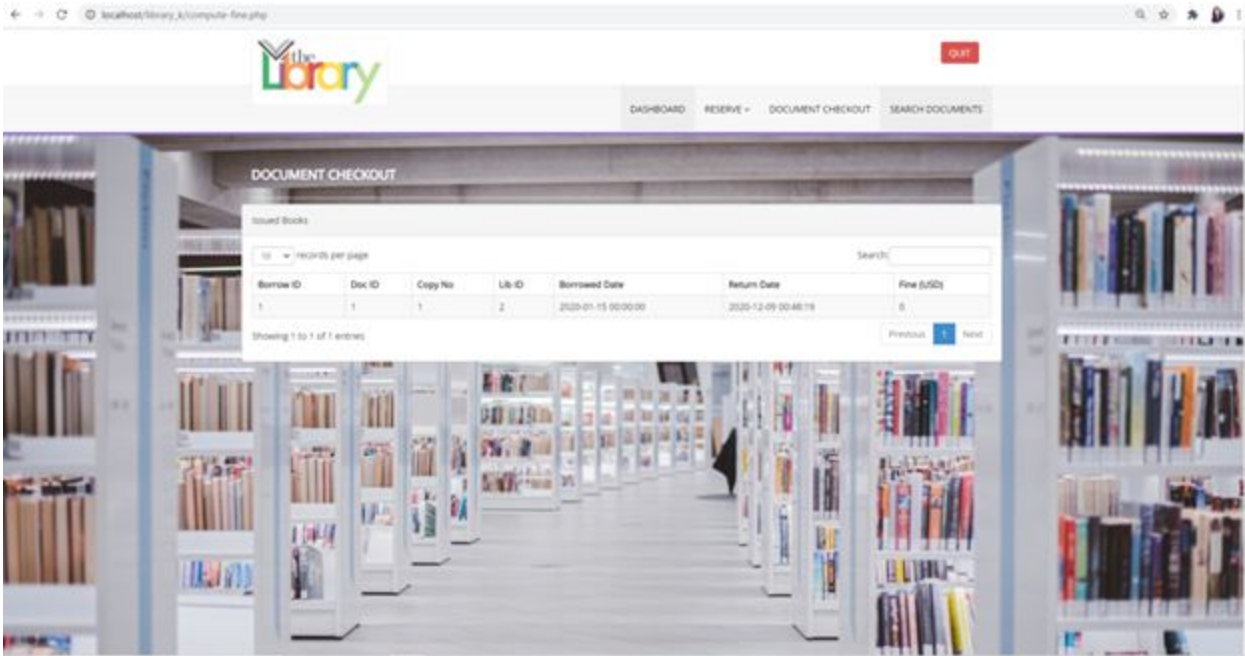 localhost/library_k/compute-fine.php
the
Library
QUIT
DASHBOARD RESERVE DOCUMENT CHECKOUT SEARCH DOCUMENTS
DOCUMENT CHECKOUT
Issued Books
10 records per page Search:
Borrow ID Doc ID Copy No Lib ID Borrowed Date Return Date Fine (USD)
1 1 1 2 2020-01-15 00:00:00 2020-12-09 00:48:19 0
Showing 1 to 1 of 1 entries Previous 1 Next